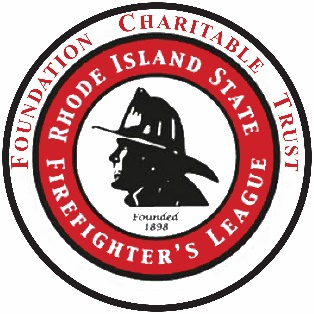 FOUNDATION CHARITABLE TRUST
RHODE ISLAND STATE
FIREFIGHTER'S LEAGUE
Founded
1898